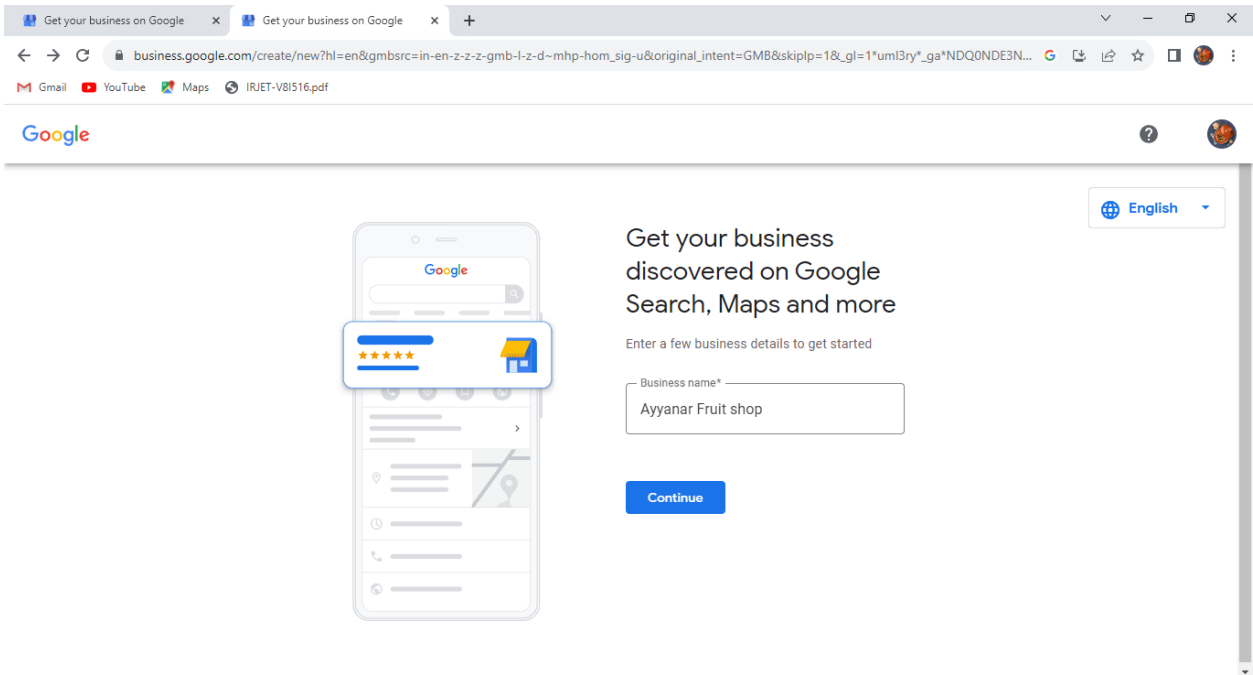 Get your business on Google
Get your business on Google
business.google.com/create/new?hl=en&gmbsrc=in-en-z-z-z-gmb-l-z-d~mhp-hom_sig-u&original_intent=GMB&skiplp=1&_gl=1*uml3ry*_ga*NDQ0NDE3N...
Gmail YouTube Maps IRJET-V8I516.pdf
Google
English
Google
Get your business
discovered on Google
Search, Maps and more
Enter a few business details to get started
Business name*
Ayyanar Fruit shop
Continue